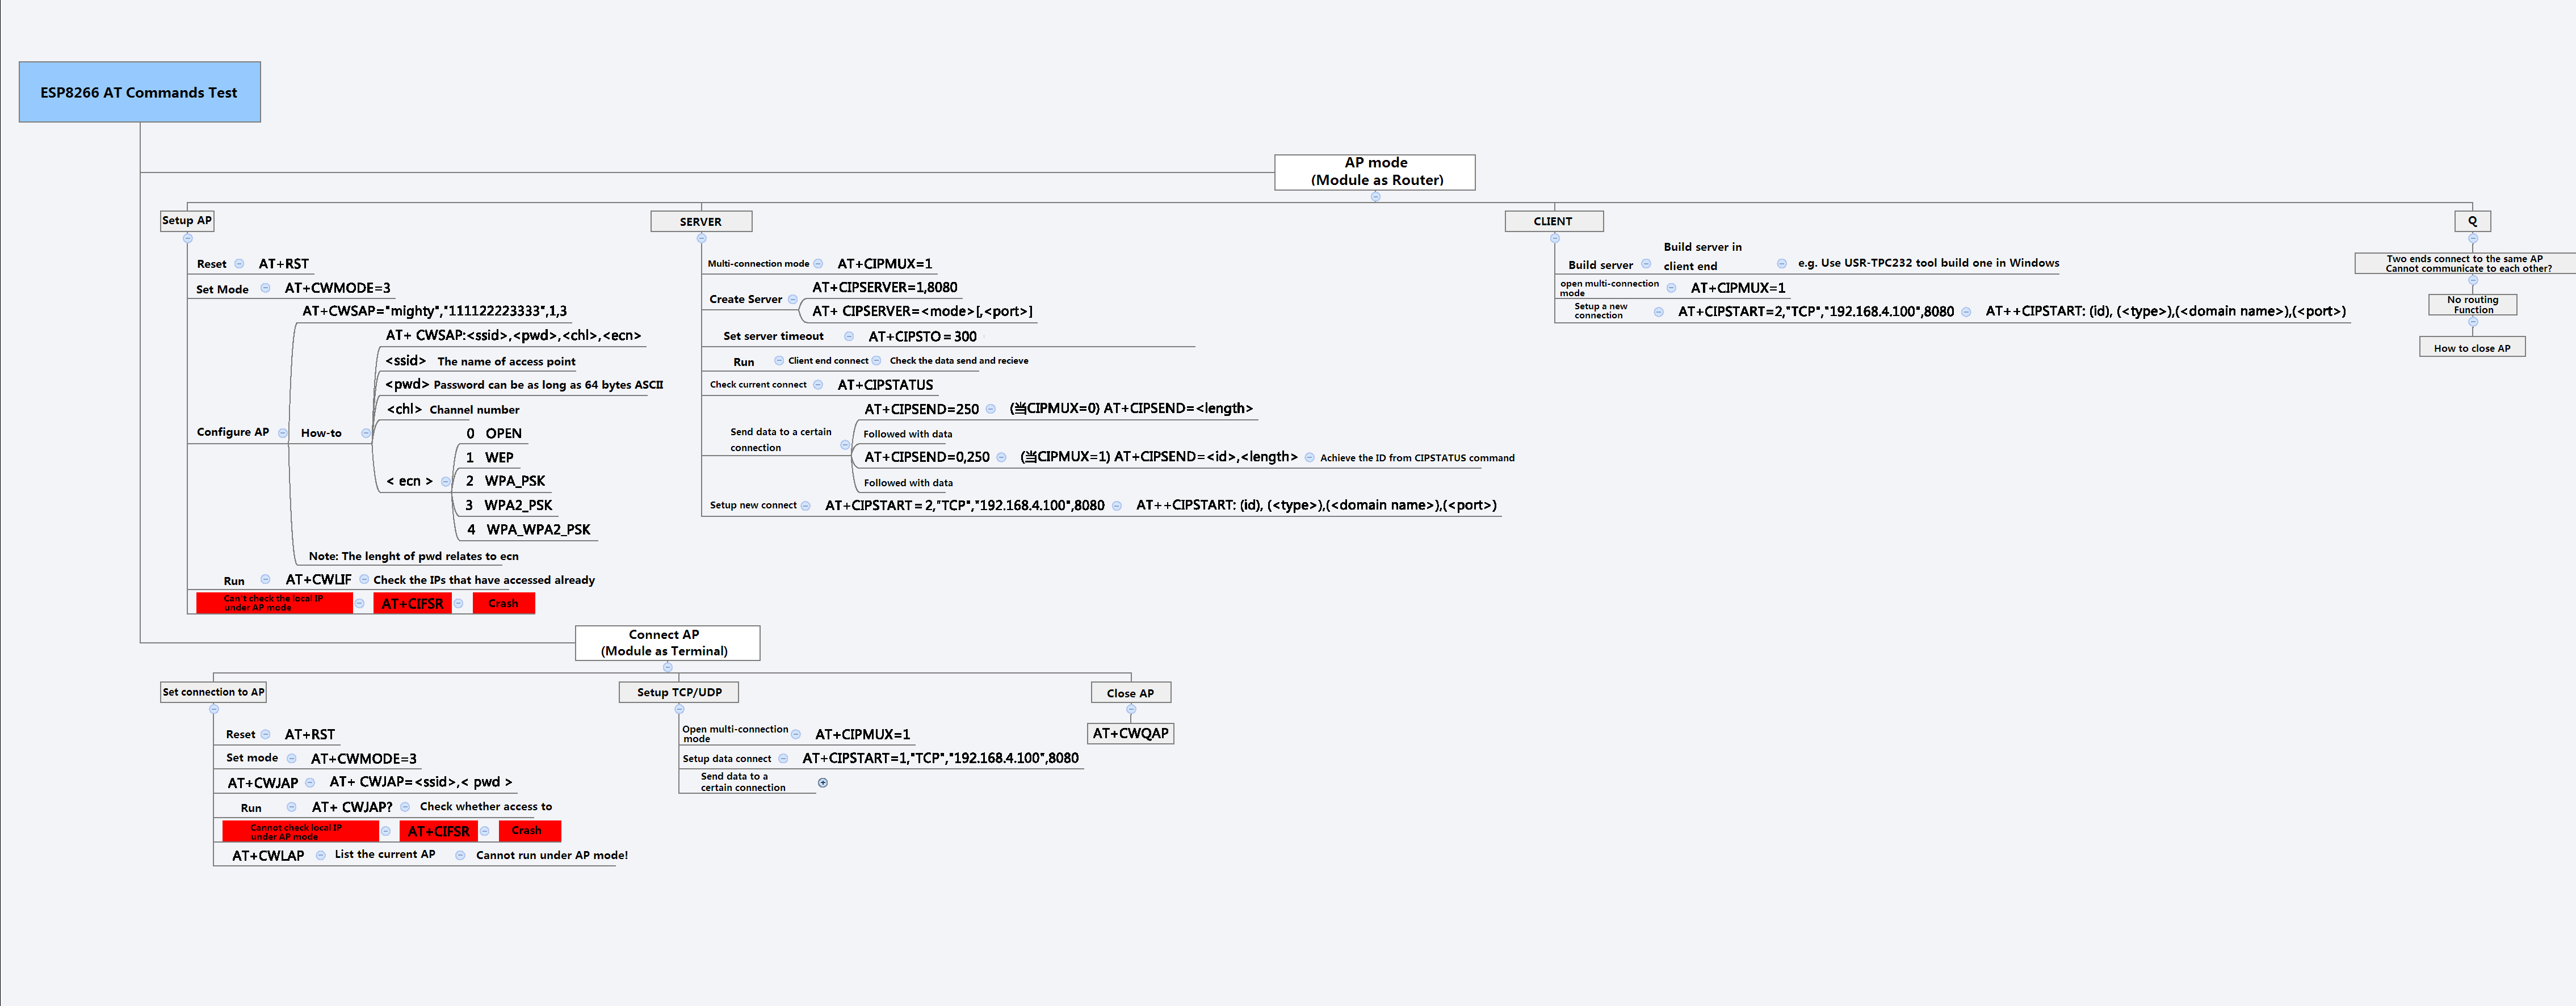 ESP8266 AT Commands Test
AP mode
(Module as Router)
Setup AP
Reset AT+RST
Set Mode AT+CWMODE=3
AT+CWSAP="mighty","111122223333",1,3
AT+ CWSAP:<ssid>,<pwd>,<chl>,<ecn>
<ssid> The name of access point
<pwd> Password can be as long as 64 bytes ASCII
<chl> Channel number
Configure AP How-to
0 OPEN
1 WEP
< ecn > 2 WPA_PSK
3 WPA2_PSK
4 WPA_WPA2_PSK
Note: The lenght of pwd relates to ecn
Run AT+CWLIF Check the IPs that have accessed already
Can't check the local IP
under AP mode
AT+CIFSR Crash
SERVER
Multi-connection mode AT+CIPMUX=1
Create Server
AT+CIPSERVER=1,8080
AT+ CIPSERVER=<mode>[,<port>]
Set server timeout AT+CIPSTO = 300
Run Client end connect Check the data send and recieve
Check current connect AT+CIPSTATUS
Send data to a certain
connection
AT+CIPSEND=250 (当CIPMUX=0) AT+CIPSEND=<length>
Followed with data
AT+CIPSEND=0,250 (当CIPMUX=1) AT+CIPSEND=<id>,<length> Achieve the ID from CIPSTATUS command
Followed with data
Setup new connect AT+CIPSTART = 2,"TCP","192.168.4.100",8080 AT++CIPSTART: (id), (<type>),(<domain name>),(<port>)
CLIENT
Build server
Build server in
client end
e.g. Use USR-TPC232 tool build one in Windows
open multi-connection
mode
AT+CIPMUX=1
Setup a new
connection
AT+CIPSTART=2,"TCP","192.168.4.100",8080 AT++CIPSTART: (id), (<type>),(<domain name>),(<port>)
Q
Two ends connect to the same AP
Cannot communicate to each other?
No routing
Function
How to close AP
Connect AP
(Module as Terminal)
Set connection to AP
Reset AT+RST
Set mode AT+CWMODE=3
AT+CWJAP AT+ CWJAP=<ssid>,< pwd >
Run AT+ CWJAP? Check whether access to
Cannot check local IP
under AP mode
AT+CIFSR Crash
AT+CWLAP List the current AP Cannot run under AP mode!
Setup TCP/UDP
Open multi-connection
mode
AT+CIPMUX=1
Setup data connect AT+CIPSTART=1,"TCP","192.168.4.100",8080
Send data to a
certain connection
Close AP
AT+CWQAP